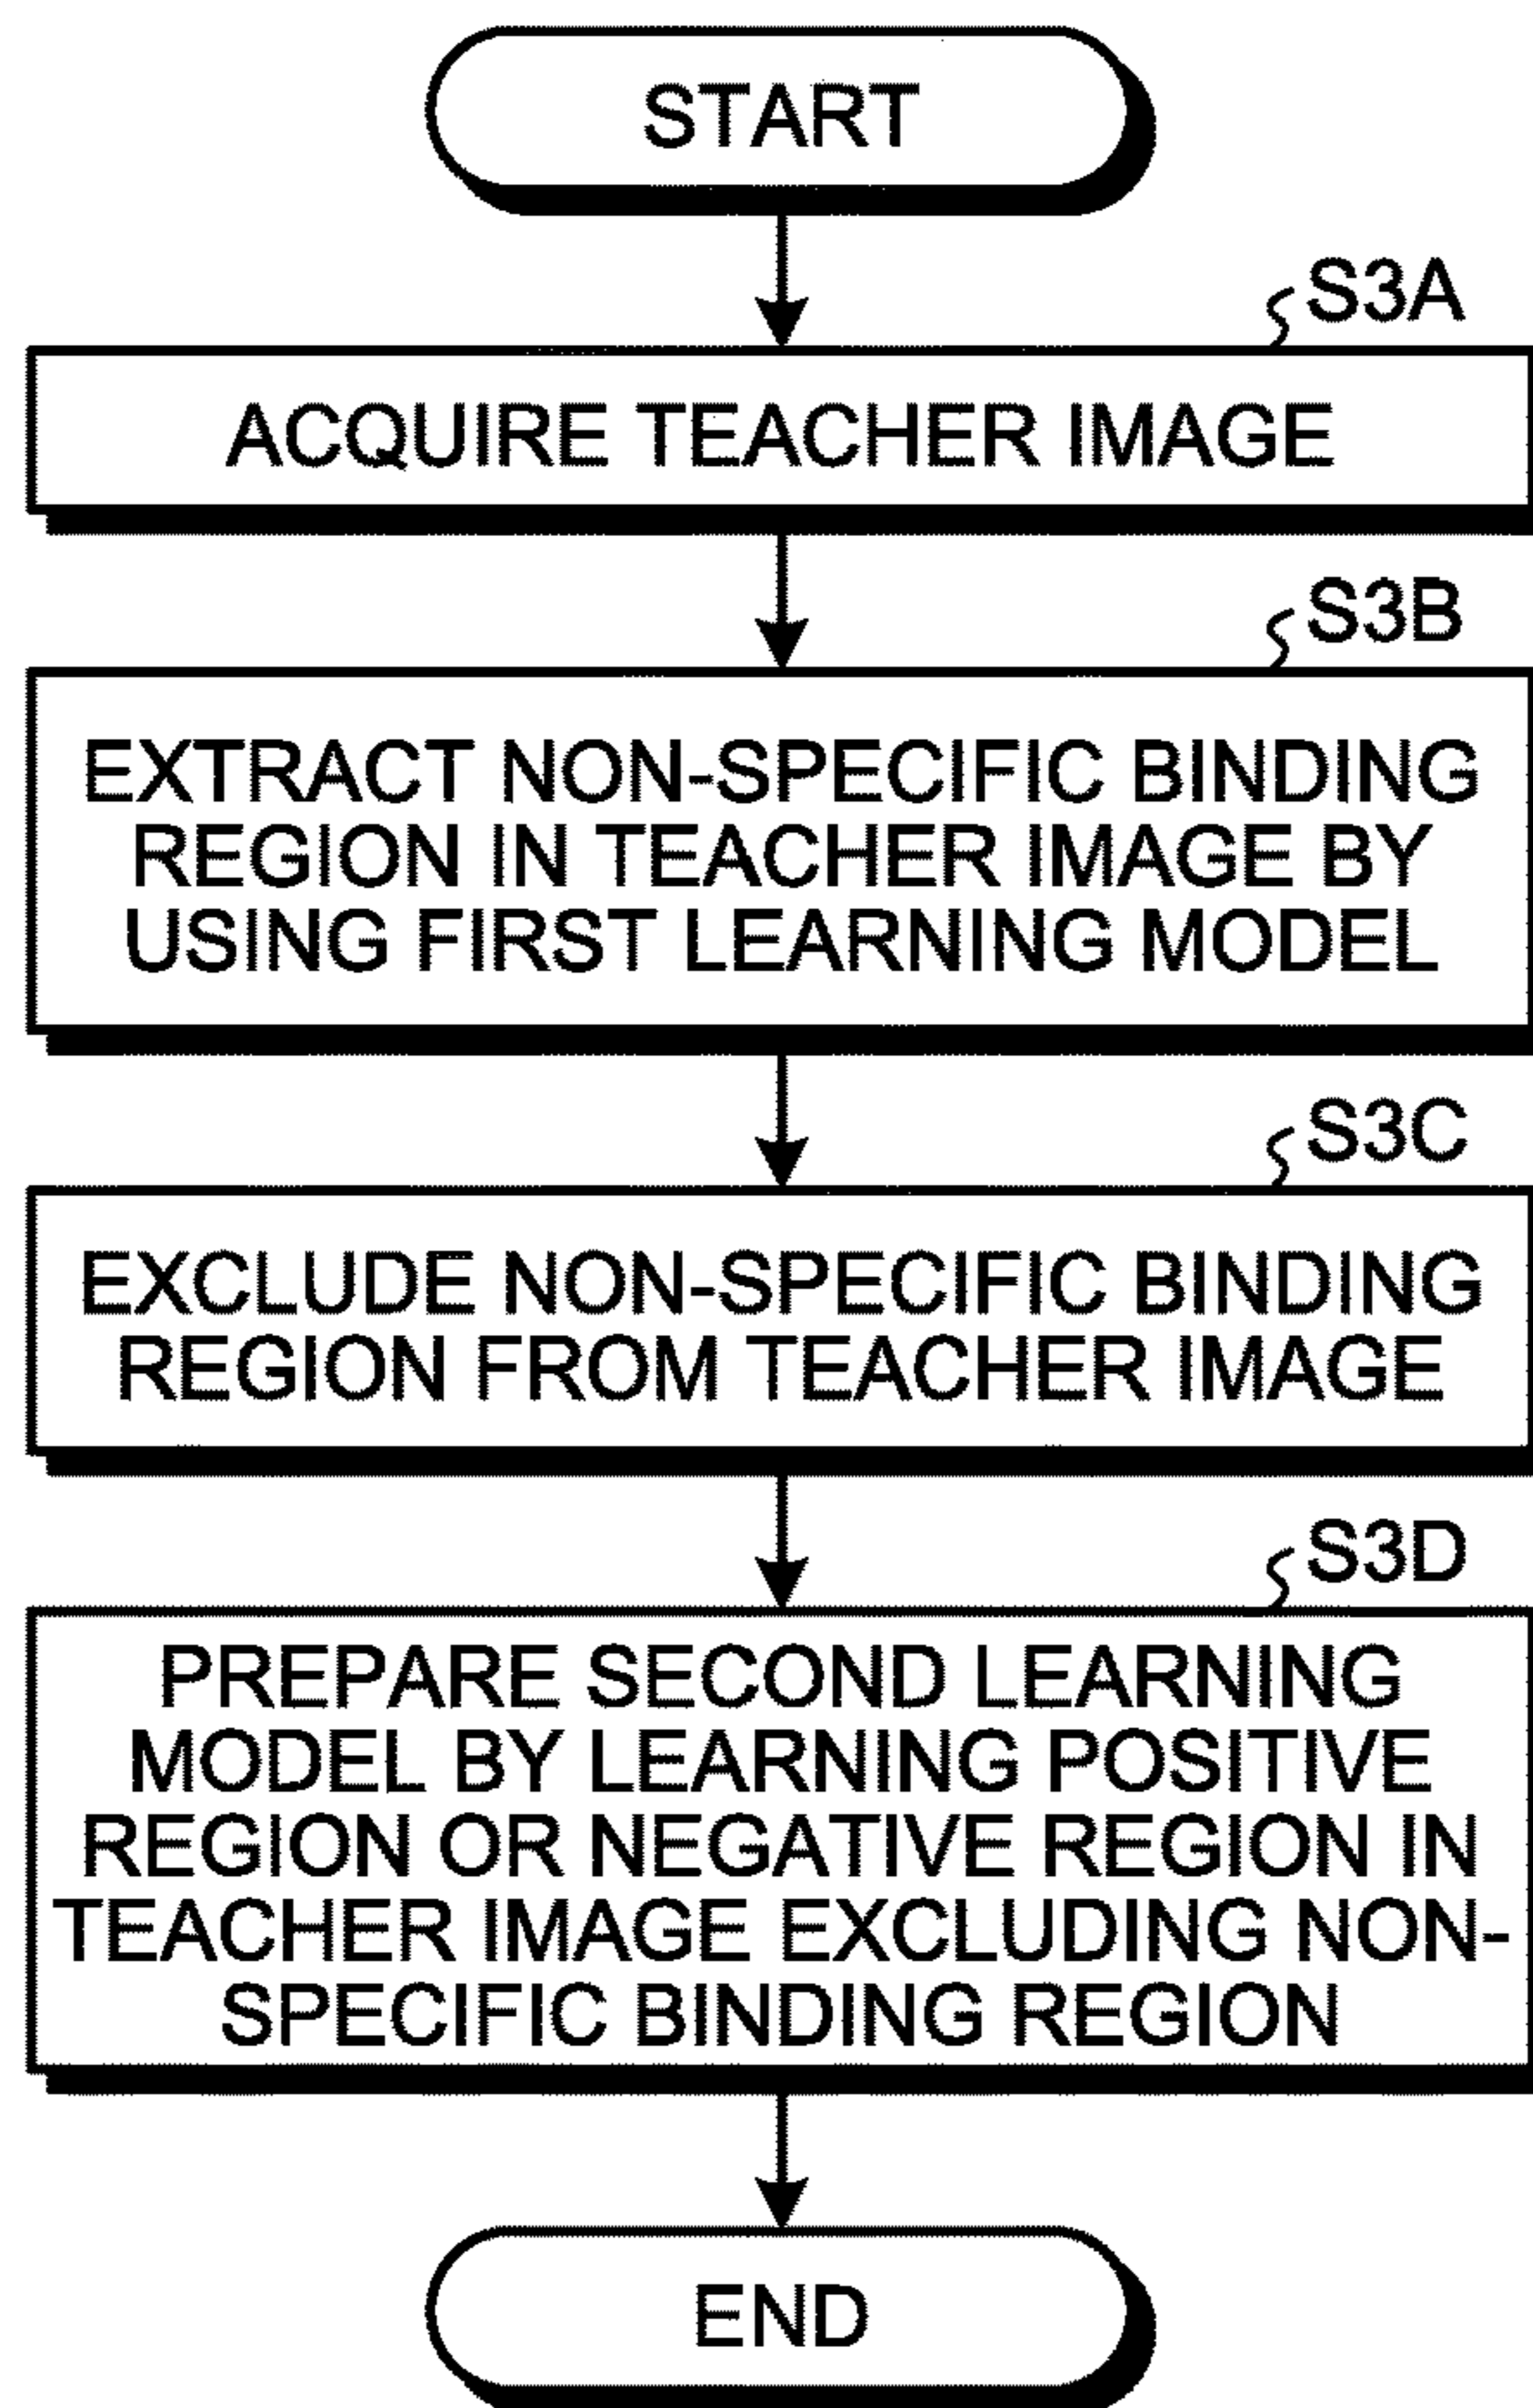 START
S3A
ACQUIRE TEACHER IMAGE
S3B
EXTRACT NON-SPECIFIC BINDING
REGION IN TEACHER IMAGE BY
USING FIRST LEARNING MODEL
S3C
EXCLUDE NON-SPECIFIC BINDING
REGION FROM TEACHER IMAGE
S3D
PREPARE SECOND LEARNING
MODEL BY LEARNING POSITIVE
REGION OR NEGATIVE REGION IN
TEACHER IMAGE EXCLUDING NON-
SPECIFIC BINDING REGION
END